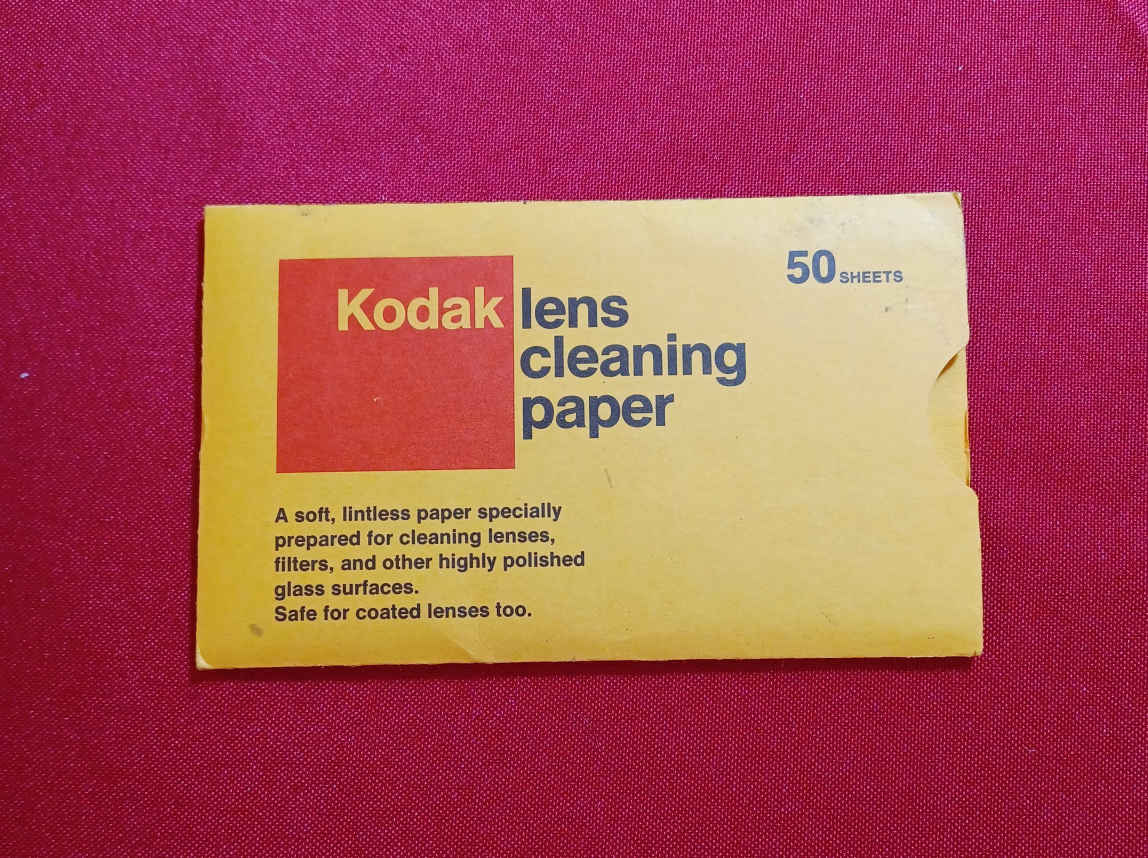 50 SHEETS
Kodak lens
cleaning
paper
A soft, lintless paper specially
prepared for cleaning lenses,
filters, and other highly polished
glass surfaces.
Safe for coated lenses too.